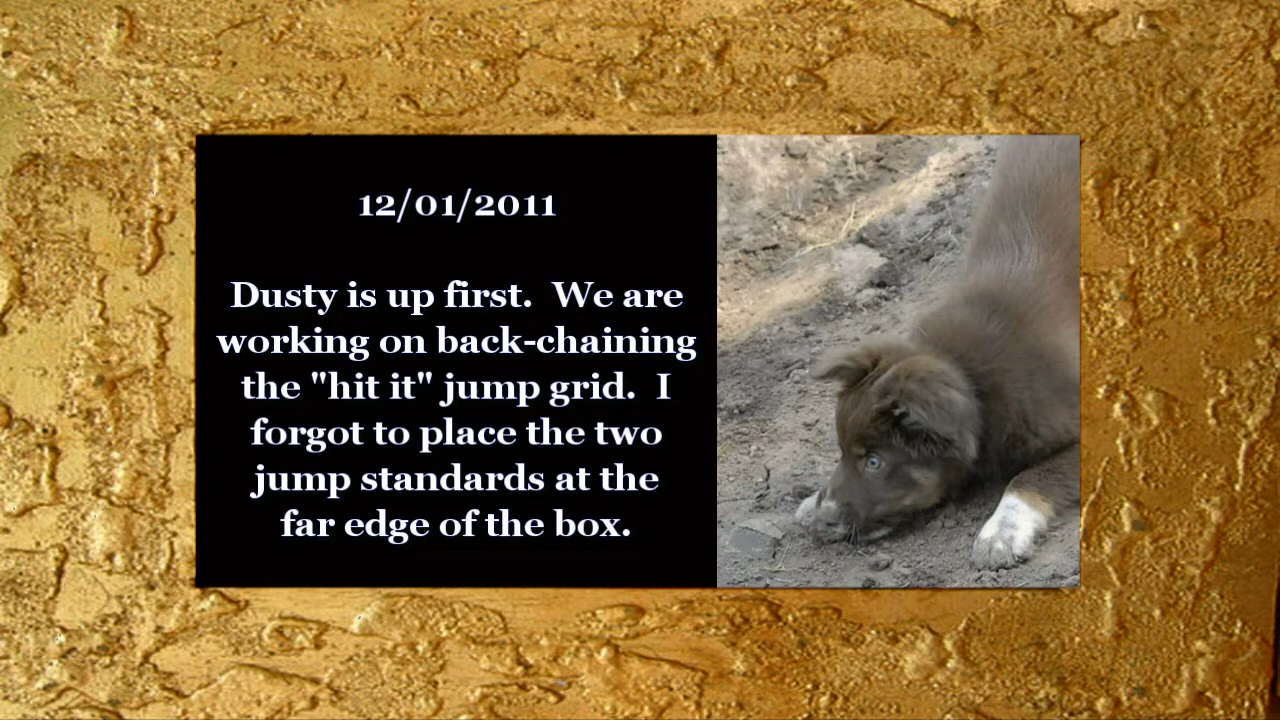 12/01/2011
Dusty is up first.  We are
working on back-chaining
the "hit it" jump grid.  I
forgot to place the two
jump standards at the
far edge of the box.